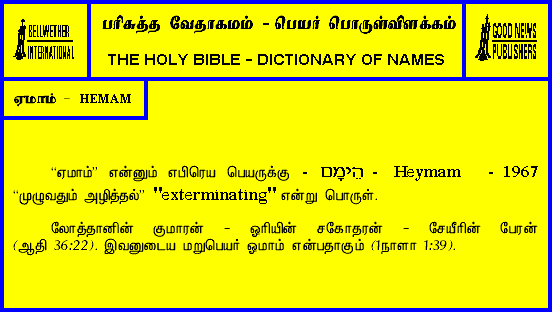 BELLWETHER
INTERNATIONAL
பரிசுத்த வேதாகமம் - பெயர் பொருள்விளக்கம்
THE HOLY BIBLE - DICTIONARY OF NAMES
GOOD NEWS
PUBLISHERS
ஏமாம் - HEMAM
“ஏமாம்” என்னும் எபிரெய பெயருக்கு - הֵימָם - Heymam - 1967
“முழுவதும் அழித்தல்” "exterminating" என்று பொருள்.
லோத்தானின் குமாரன் - ஒரியின் சகோதரன் - சேயீரின் பேரன்
(ஆதி 36:22). இவனுடைய மறுபெயர் ஓமாம் என்பதாகும் (1நாளா 1:39).